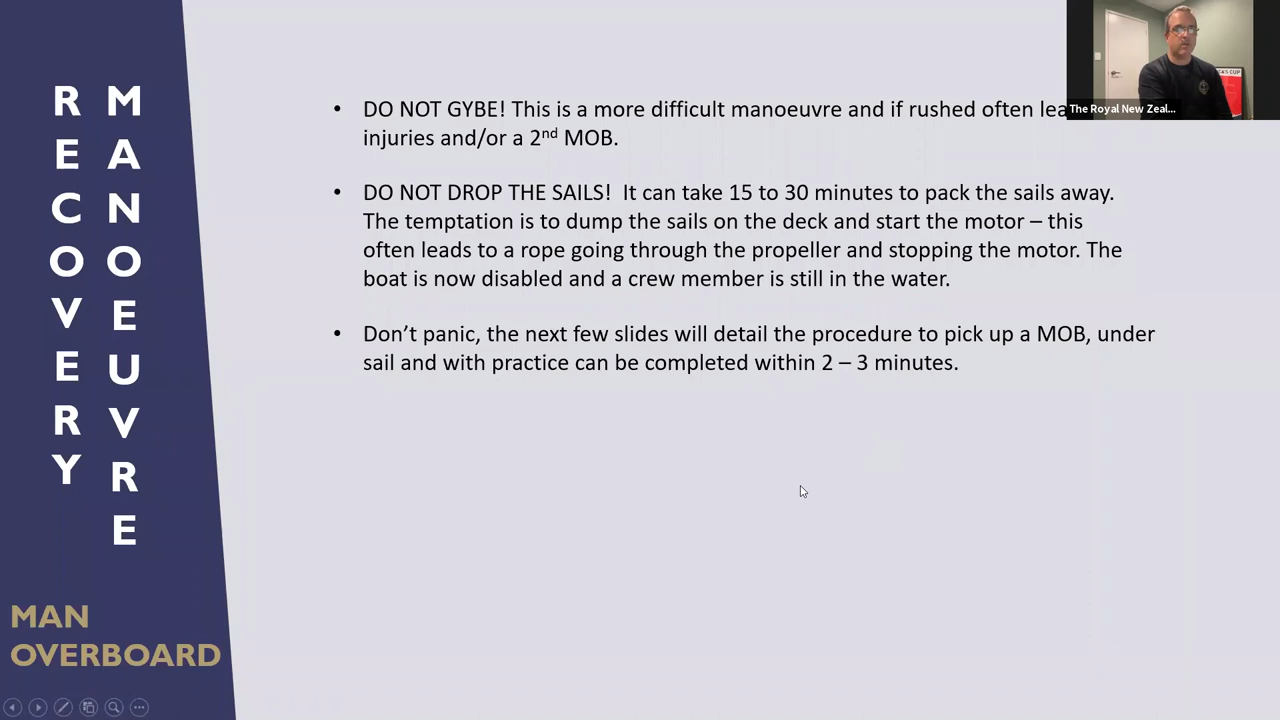 RECOVERY
MANOEUVRE
MAN
OVERBOARD
• DO NOT GYBE! This is a more difficult manoeuvre and if rushed often
injuries and/or a 2nd MOB.
• DO NOT DROP THE SAILS! It can take 15 to 30 minutes to pack the sails away.
The temptation is to dump the sails on the deck and start the motor – this
often leads to a rope going through the propeller and stopping the motor. The
boat is now disabled and a crew member is still in the water.
• Don’t panic, the next few slides will detail the procedure to pick up a MOB, under
sail and with practice can be completed within 2 – 3 minutes.
The Royal New Zeal...
CUP